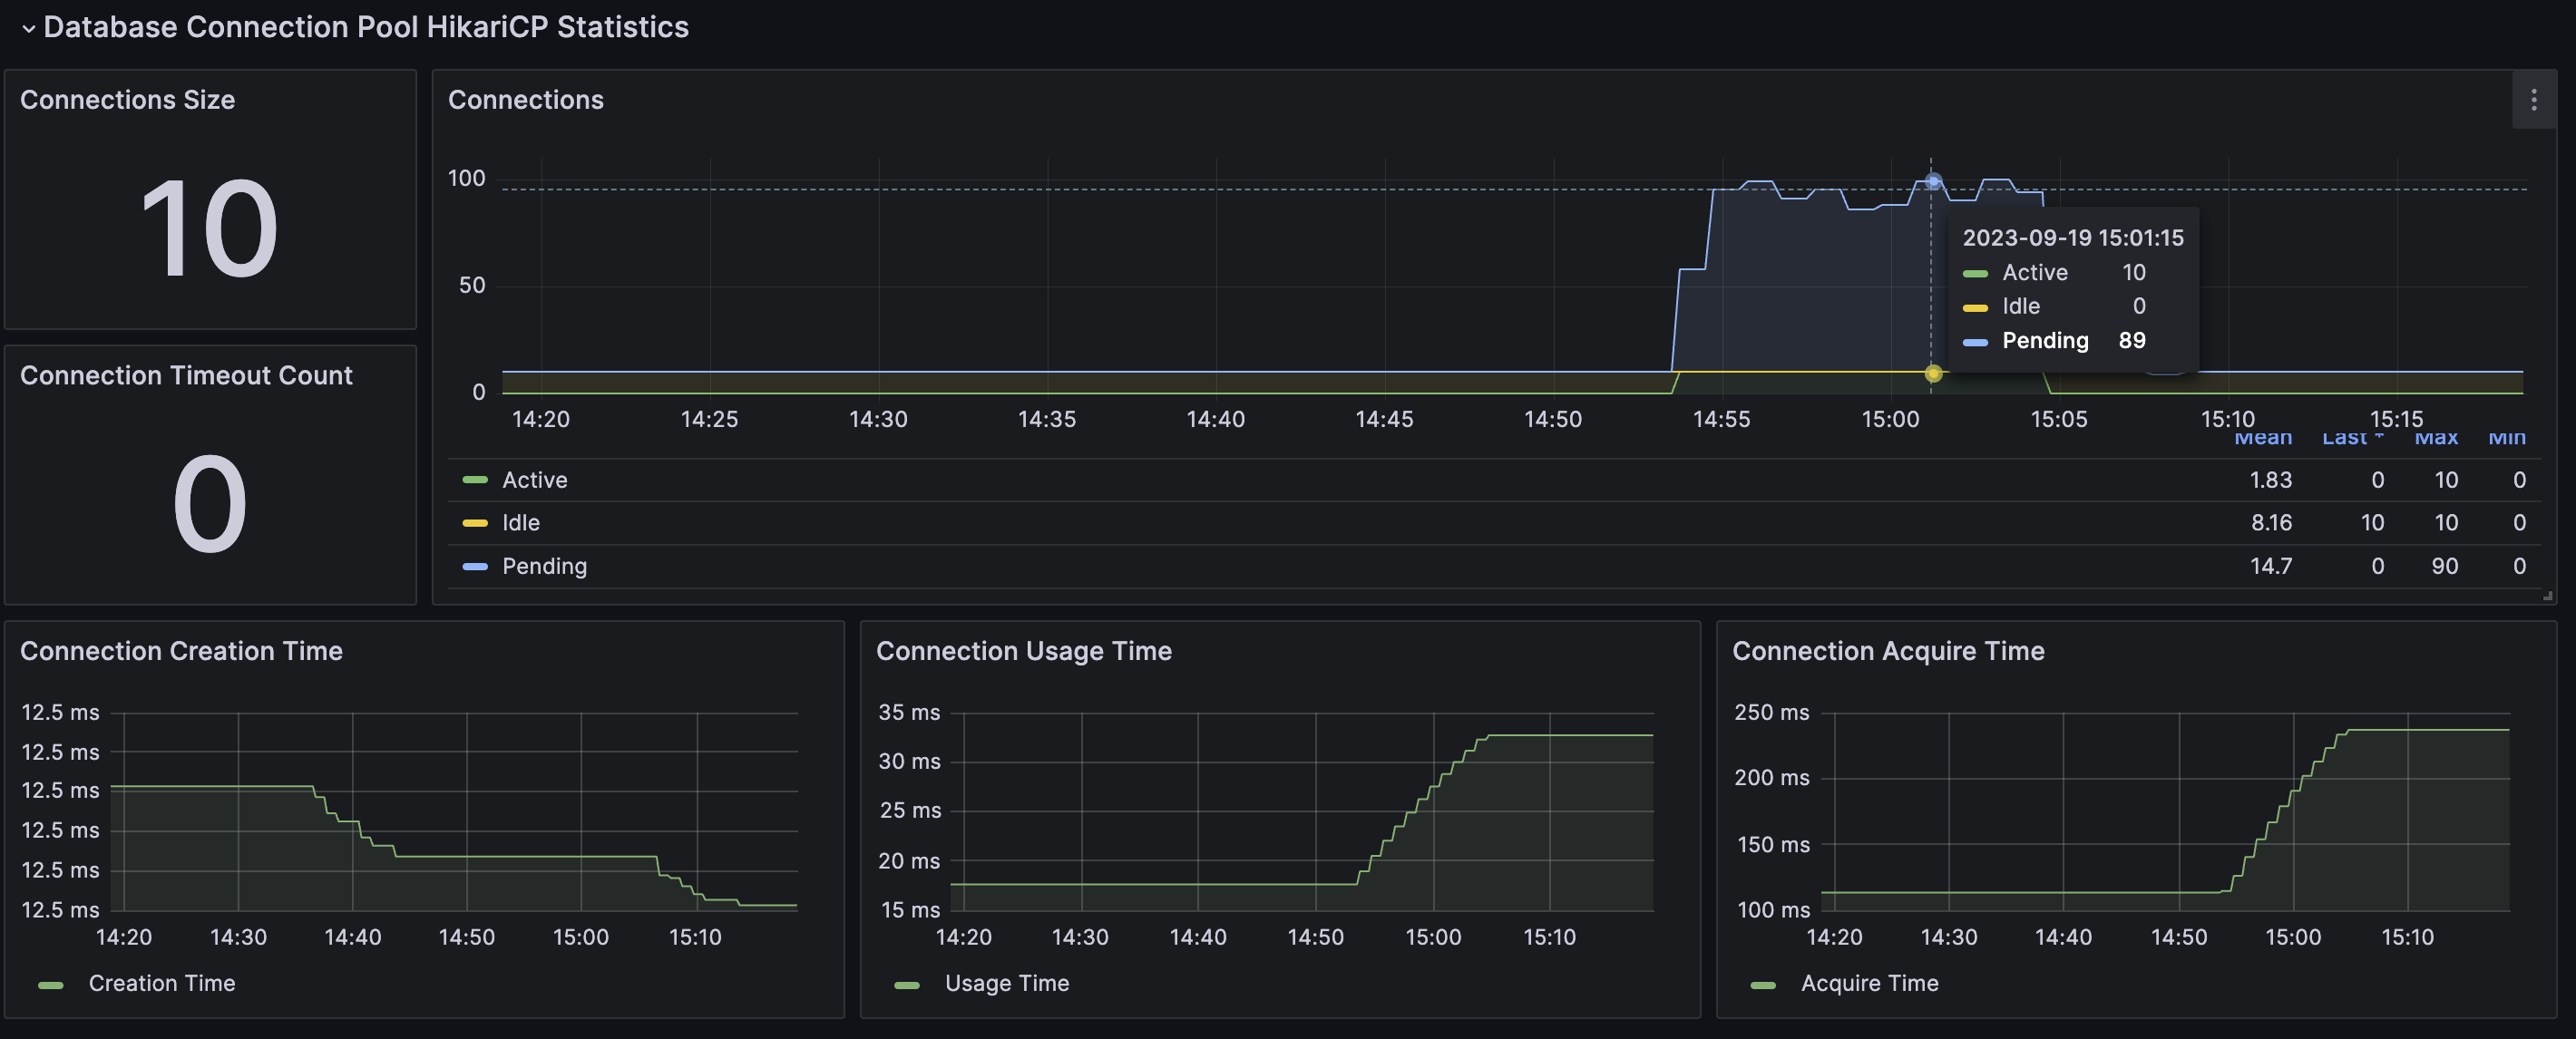 Database Connection Pool HikariCP Statistics
Connections Size
10
Connection Timeout Count
0
Connections
100
50
0
14:20 14:25 14:30 14:35 14:40 14:45 14:50 14:55 15:00 15:05 15:10 15:15
2023-09-19 15:01:15
Active 10
Idle 0
Pending 89
Mean Last * Max Min
Active 1.83 0 10 0
Idle 8.16 10 10 0
Pending 14.7 0 90 0
Connection Creation Time
12.5 ms
12.5 ms
12.5 ms
12.5 ms
12.5 ms
12.5 ms
14:20 14:30 14:40 14:50 15:00 15:10
Creation Time
Connection Usage Time
35 ms
30 ms
25 ms
20 ms
15 ms
14:20 14:30 14:40 14:50 15:00 15:10
Usage Time
Connection Acquire Time
250 ms
200 ms
150 ms
100 ms
14:20 14:30 14:40 14:50 15:00 15:10
Acquire Time